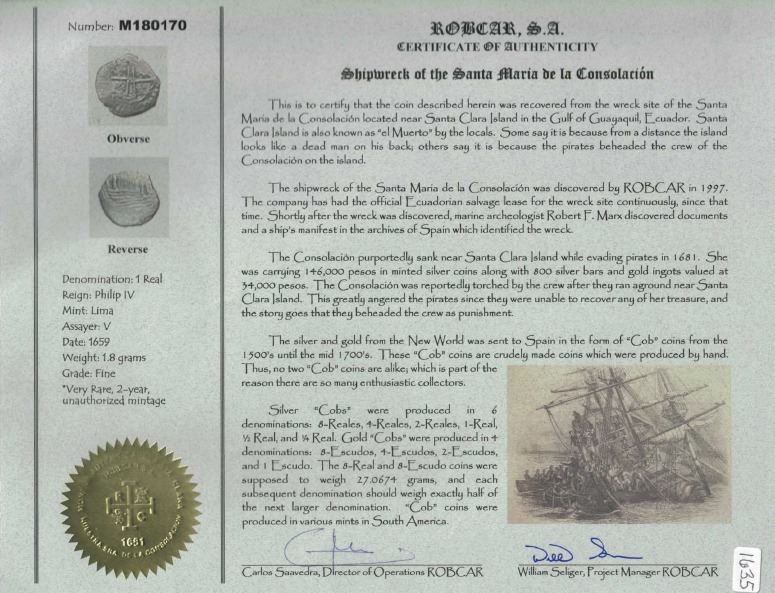 Number: M180170
Obverse
Reverse
Denomination: 1 Real
Reign: Philip IV
Mint: Lima
Assayer: V
Date: 1659
Weight: 1.8 grams
Grade: Fine
*Very Rare, 2-year,
unauthorized mintage
1681
ROBCAR, S.A.
CERTIFICATE OF AUTHENTICITY
Shipwreck of the Santa Maria de la Consolación
This is to certify that the coin described herein was recovered from the wreck site of the Santa
Maria de la Consolación located near Santa Clara Island in the Gulf of Guayaquil, Ecuador. Santa
Clara Island is also known as "el Muerto" by the locals. Some say it is because from a distance the island
looks like a dead man on his back; others say it is because the pirates beheaded the crew of the
Consolación on the island.
The shipwreck of the Santa Maria de la Consolación was discovered by ROBCAR in 1997.
The company has had the official Ecuadorian salvage lease for the wreck site continuously, since that
time. Shortly after the wreck was discovered, marine archeologist Robert F. Marx discovered documents
and a ship's manifest in the archives of Spain which identified the wreck.
The Consolación purportedly sank near Santa Clara Island while evading pirates in 1681. She
was carrying 146,000 pesos in minted silver coins along with 800 silver bars and gold ingots valued at
34,000 pesos. The Consolación was reportedly torched by the crew after they ran aground near Santa
Clara Island. This greatly angered the pirates since they were unable to recover any of her treasure, and
the story goes that they beheaded the crew as punishment.
The silver and gold from the New World was sent to Spain in the form of "Cob" coins from the
1500's until the mid 1700's. These "Cob" coins are crudely made coins which were produced by hand.
Thus, no two "Cob" coins are alike; which is part of the
reason there are so many enthusiastic collectors.
Silver "Cobs" were produced in 6
denominations: 8-Reales, 4-Reales, 2-Reales, 1-Real,
½ Real, and ¼ Real. Gold "Cobs" were produced in 4
denominations: 8-Escudos, 4-Escudos, 2-Escudos,
and 1 Escudo. The 8-Real and 8-Escudo coins were
supposed to weigh 27.0674 grams, and each
subsequent denomination should weigh exactly half of
the next larger denomination. "Cob" coins were
produced in various mints in South America.
Carlos Saavedra, Director of Operations ROBCAR
William Seliger, Project Manager ROBCAR
1635